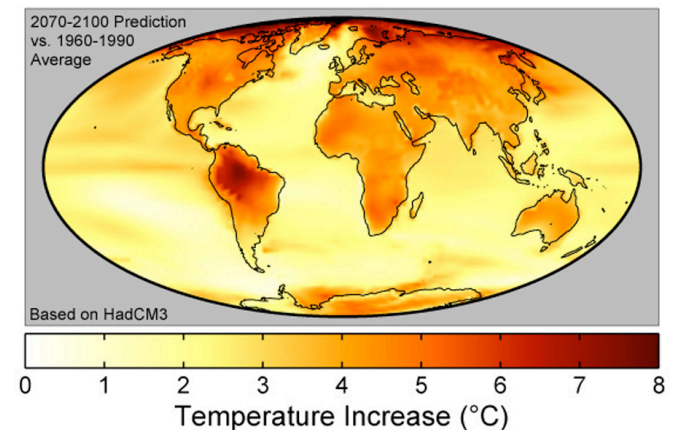 2070-2100 Prediction
vs. 1960-1990
Average
Based on HadCM3
0 1 2 3 4 5 6 7 8
Temperature Increase (°C)